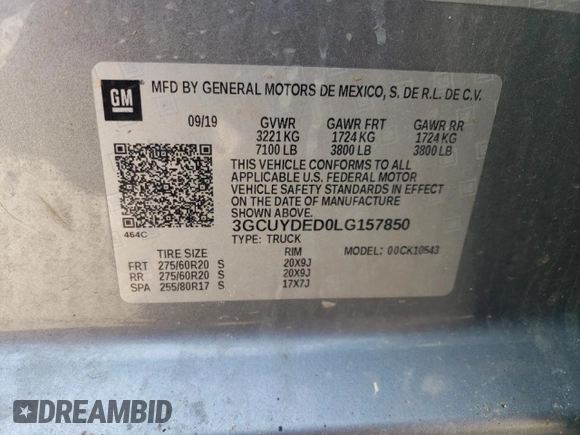 GM
MFD BY GENERAL MOTORS DE MEXICO, S. DE R.L. DE C.V.
09/19 GVWR GAWR FRT GAWR RR
3221 KG 1724 KG 1724 KG
7100 LB 3800 LB 3800 LB
THIS VEHICLE CONFORMS TO ALL
APPLICABLE U.S. FEDERAL MOTOR
VEHICLE SAFETY STANDARDS IN EFFECT
ON THE DATE OF MANUFACTURE
SHOWN ABOVE.
464C
3GCUYDED0LG157850
TYPE: TRUCK
MODEL: 00CK10543
TIRE SIZE RIM
FRT 275/60R20 S 20X9J
RR 275/60R20 S 20X9J
SPA 255/80R17 S 17X7J
DREAMBID